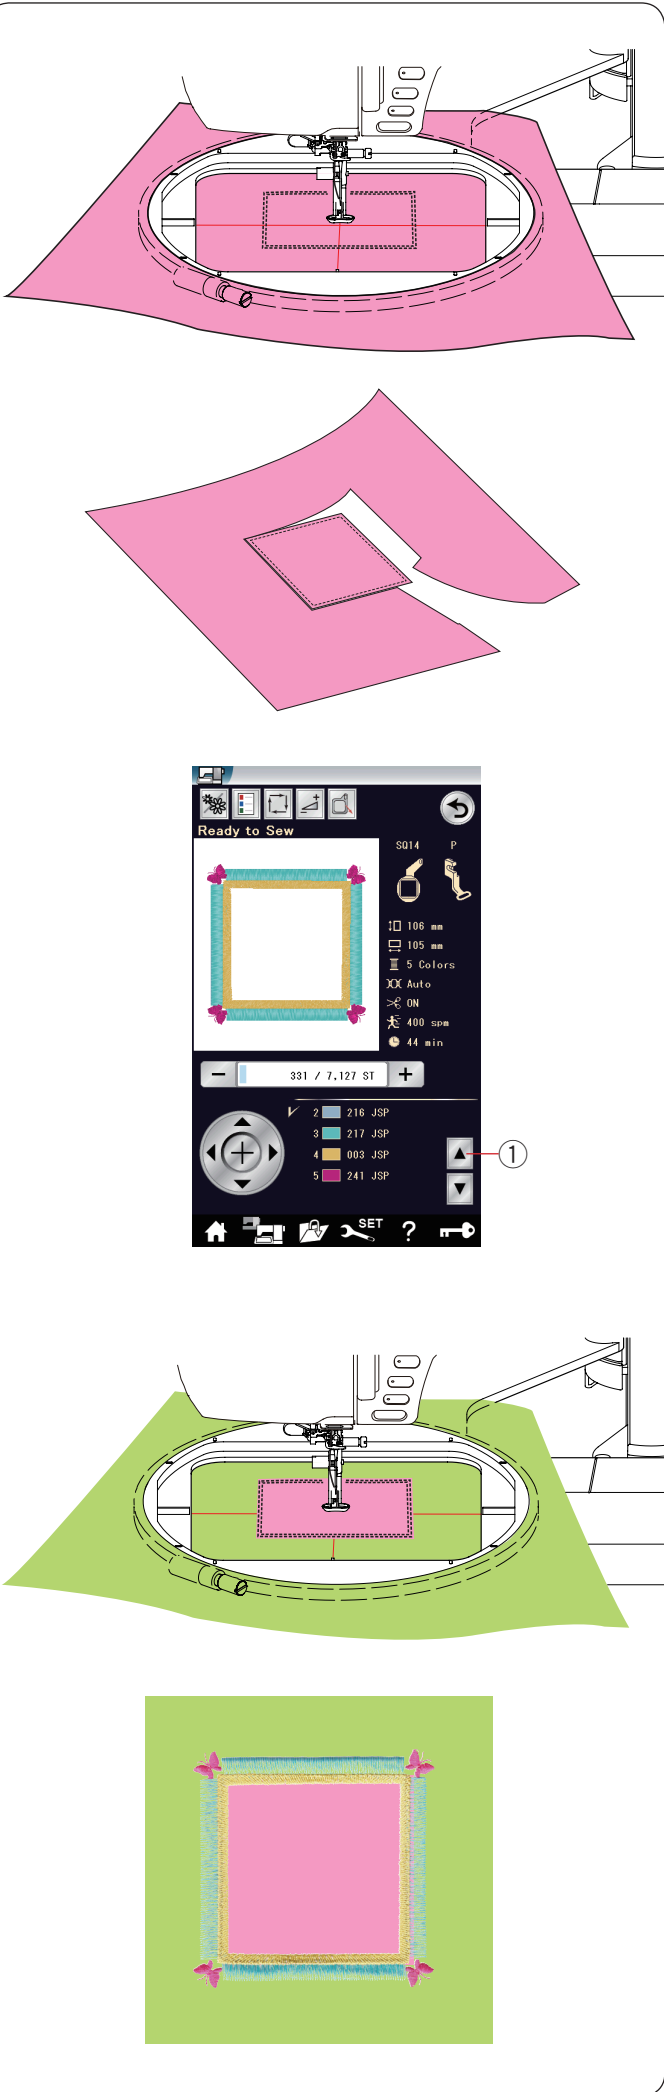 Ready to Sew
SQ14 P
106 mm
105 mm
5 Colors
Auto
ON
400 spm
44 min
− 331 / 7,127 ST +
2 216 JSP
3 217 JSP
4 003 JSP
5 241 JSP
1
SET
?